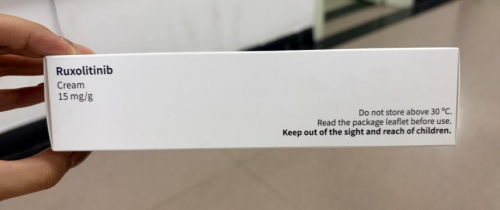 Ruxolitinib
Cream
15 mg/g
Do not store above 30 °C.
Read the package leaflet before use.
Keep out of the sight and reach of children.